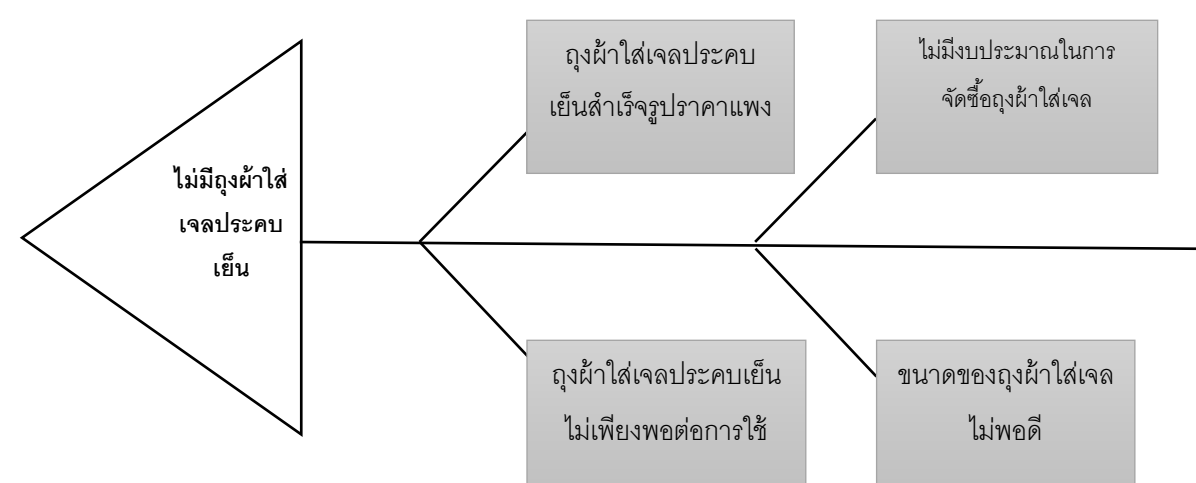 ถุงผ้าใส่เจลประคบ
เย็นสำเร็จรูปราคาแพง
ไม่มีงบประมาณในการ
จัดซื้อถุงผ้าใส่เจล
ไม่มีถุงผ้าใส่
เจลประคบ
เย็น
ถุงผ้าใส่เจลประคบเย็น
ไม่เพียงพอต่อการใช้
ขนาดของถุงผ้าใส่เจล
ไม่พอดี